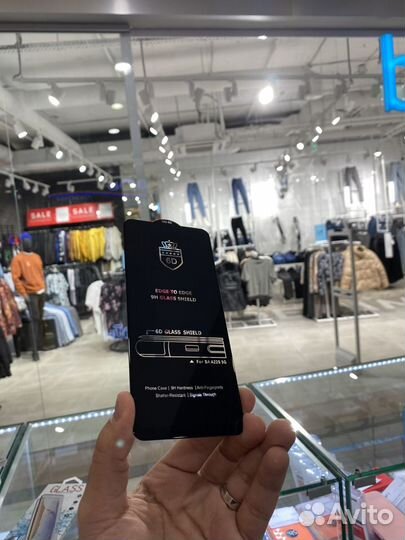 SALE SALE
6D
EDGE TO EDGE
9H GLASS SHIELD
6D GLASS SHIELD
▲ For SA A22S 5G
Phone Case | 9H Hardness | Anti-Fingerprints
Shatter-Resistant | Signals Through
GLASS
Avito